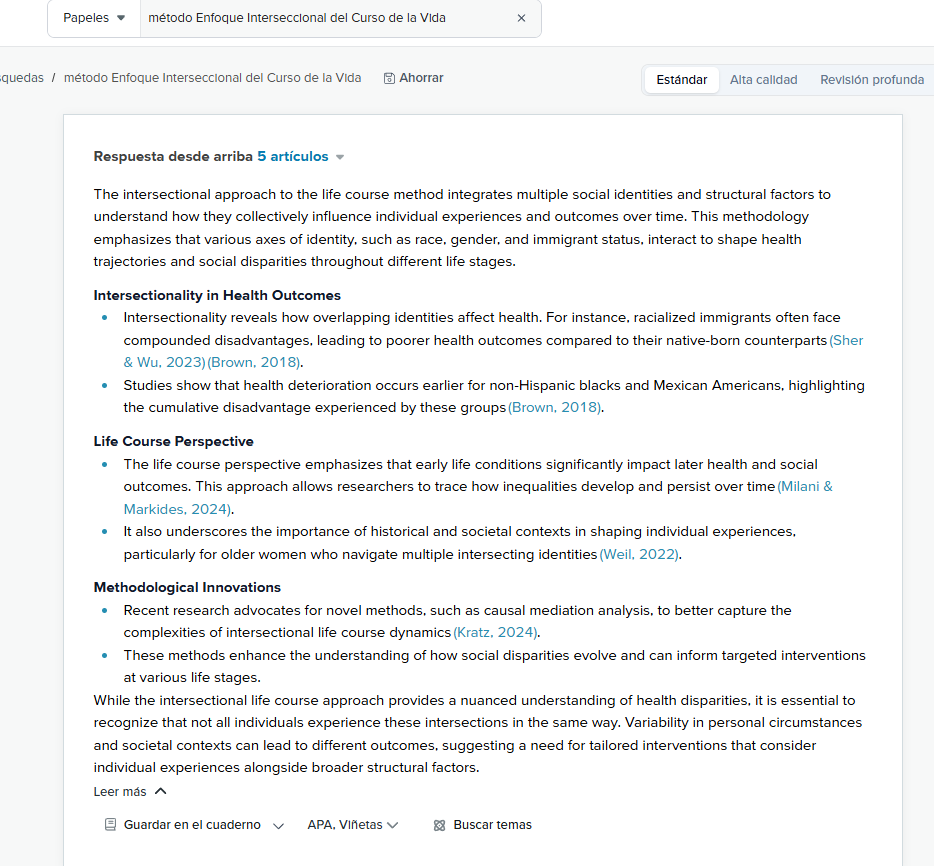 Papeles
método Enfoque Interseccional del Curso de la Vida
squedas / método Enfoque Interseccional del Curso de la Vida
Ahorrar
Estándar
Alta calidad
Revisión profunda
Respuesta desde arriba 5 artículos
The intersectional approach to the life course method integrates multiple social identities and structural factors to
understand how they collectively influence individual experiences and outcomes over time. This methodology
emphasizes that various axes of identity, such as race, gender, and immigrant status, interact to shape health
trajectories and social disparities throughout different life stages.
Intersectionality in Health Outcomes
• Intersectionality reveals how overlapping identities affect health. For instance, racialized immigrants often face
compounded disadvantages, leading to poorer health outcomes compared to their native-born counterparts (Sher
& Wu, 2023) (Brown, 2018).
• Studies show that health deterioration occurs earlier for non-Hispanic blacks and Mexican Americans, highlighting
the cumulative disadvantage experienced by these groups (Brown, 2018).
Life Course Perspective
• The life course perspective emphasizes that early life conditions significantly impact later health and social
outcomes. This approach allows researchers to trace how inequalities develop and persist over time (Milani &
Markides, 2024).
• It also underscores the importance of historical and societal contexts in shaping individual experiences,
particularly for older women who navigate multiple intersecting identities (Weil, 2022).
Methodological Innovations
• Recent research advocates for novel methods, such as causal mediation analysis, to better capture the
complexities of intersectional life course dynamics (Kratz, 2024).
• These methods enhance the understanding of how social disparities evolve and can inform targeted interventions
at various life stages.
While the intersectional life course approach provides a nuanced understanding of health disparities, it is essential to
recognize that not all individuals experience these intersections in the same way. Variability in personal circumstances
and societal contexts can lead to different outcomes, suggesting a need for tailored interventions that consider
individual experiences alongside broader structural factors.
Leer más
Guardar en el cuaderno
APA, Viñetas
Buscar temas